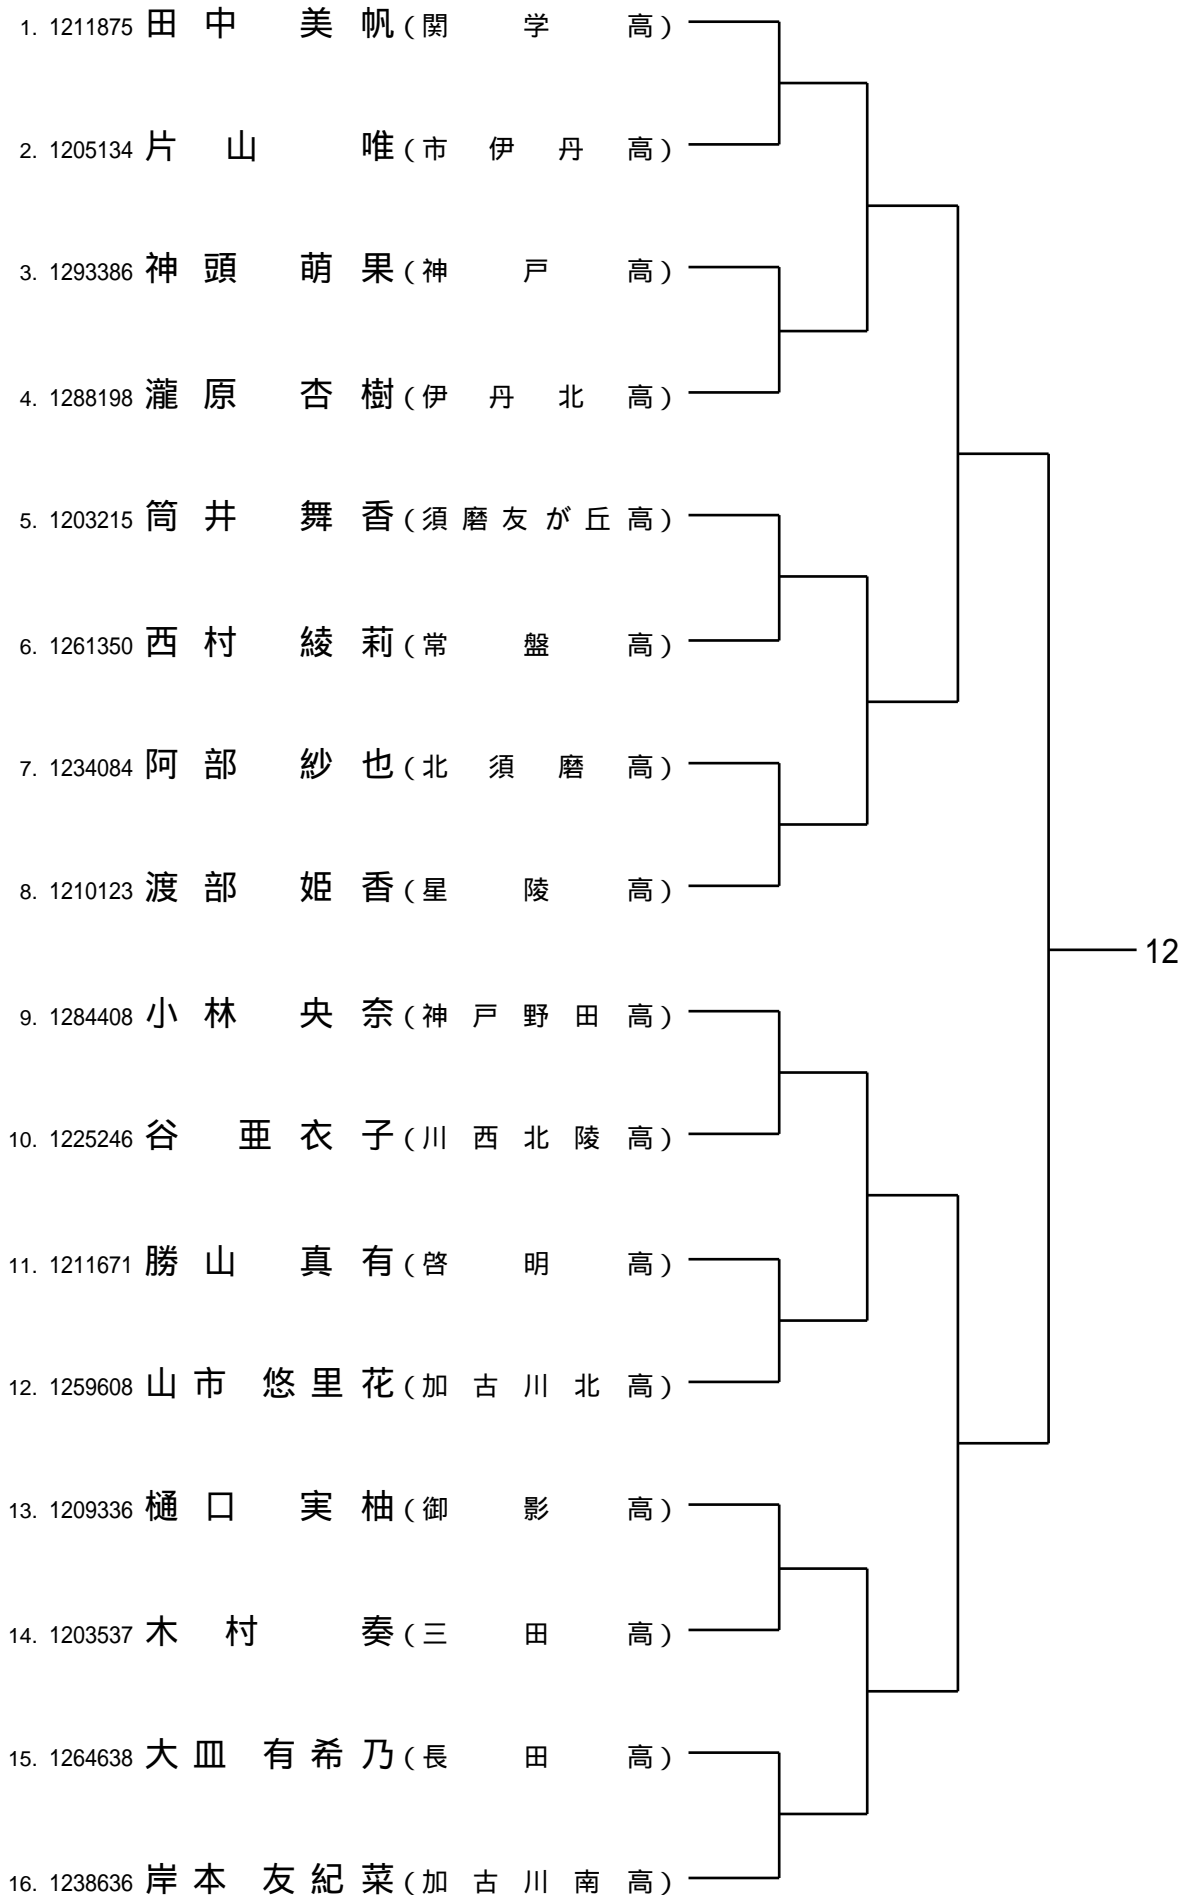 1. 1211875 田中 美帆(関学高)
2. 1205134 片山 唯(市伊丹高)
3. 1293386 神頭 萌果(神戸高)
4. 1288198 瀧原 杏樹(伊丹北高)
5. 1203215 筒井 舞香(須磨友が丘高)
6. 1261350 西村 綾莉(常盤高)
7. 1234084 阿部 紗也(北須磨高)
8. 1210123 渡部 姫香(星陵高)
12
9. 1284408 小林 央奈(神戸野田高)
10. 1225246 谷 亜衣子(川西北陵高)
11. 1211671 勝山 真有(啓明高)
12. 1259608 山市 悠里花(加古川北高)
13. 1209336 樋口 実柚(御影高)
14. 1203537 木村 奏(三田高)
15. 1264638 大皿 有希乃(長田高)
16. 1238636 岸本 友紀菜(加古川南高)